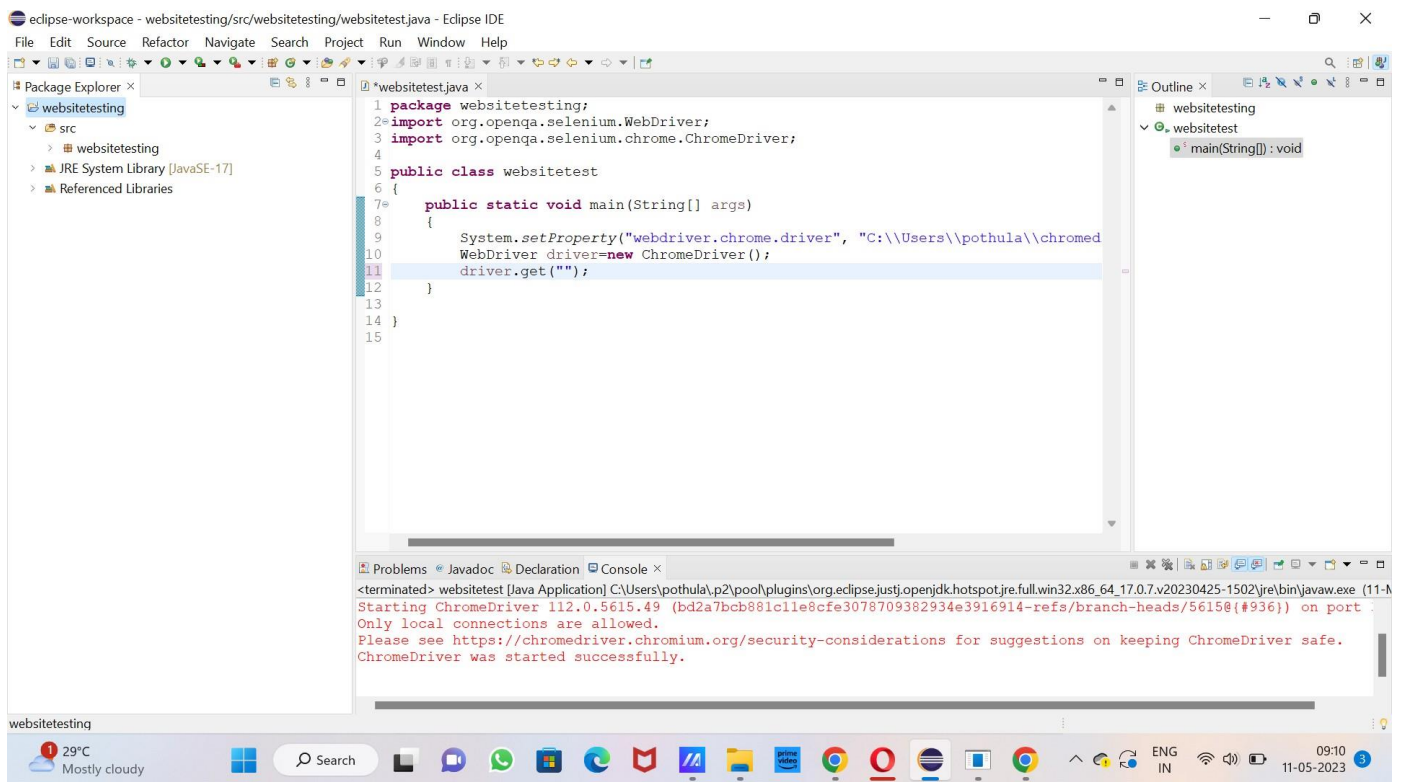 eclipse-workspace - websitetesting/src/websitetesting/websitetest.java - Eclipse IDE
File Edit Source Refactor Navigate Search Project Run Window Help
Package Explorer
websitetesting
src
websitetesting
JRE System Library [JavaSE-17]
Referenced Libraries
*websitetest.java
1 package websitetesting;
2 import org.openqa.selenium.WebDriver;
3 import org.openqa.selenium.chrome.ChromeDriver;
4
5 public class websitetest
6 {
7 public static void main(String[] args)
8 {
9 System.setProperty("webdriver.chrome.driver", "C:\\Users\\pothula\\chromed
10 WebDriver driver=new ChromeDriver();
11 driver.get("");
12 }
13
14 }
15
Outline
websitetesting
websitetest
main(String[]) : void
Problems Javadoc Declaration Console
<terminated> websitetest [Java Application] C:\Users\pothula\.p2\pool\plugins\org.eclipse.justj.openjdk.hotspot.jre.full.win32.x86_64_17.0.7.v20230425-1502\jre\bin\javaw.exe (11-
Starting ChromeDriver 112.0.5615.49 (bd2a7bcb881c11e8cfe3078709382934e3916914-refs/branch-heads/5615@{#936}) on port
Only local connections are allowed.
Please see https://chromedriver.chromium.org/security-considerations for suggestions on keeping ChromeDriver safe.
ChromeDriver was started successfully.
websitetesting
1
29°C
Mostly cloudy
Search
prime
video
ENG
IN
09:10
11-05-2023
3